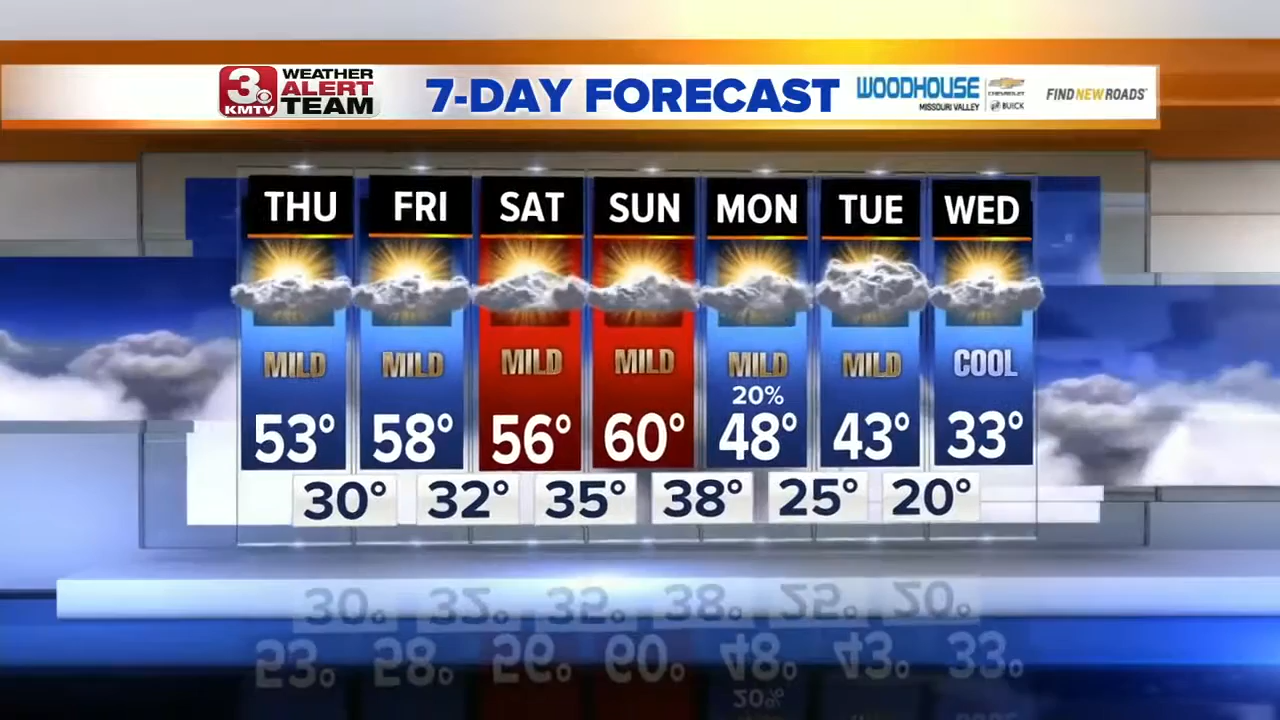 3 KMTV WEATHER ALERT TEAM
7-DAY FORECAST
WOODHOUSE
MISSOURI VALLEY
CHEVROLET
BUICK
FIND NEW ROADS
THU FRI SAT SUN MON TUE WED
MILD MILD MILD MILD MILD MILD COOL
20%
53° 58° 56° 60° 48° 43° 33°
30° 32° 35° 38° 25° 20°